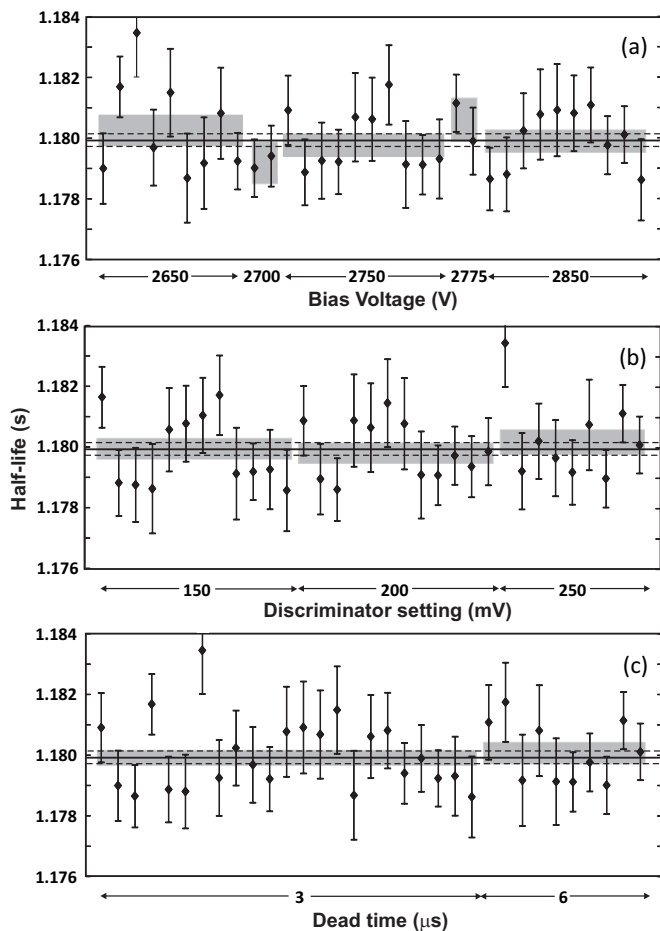 1.184
(a)
1.182
1.180
1.178
1.176
2650 2700 2750 2775 2850
Bias Voltage (V)
1.184
(b)
1.182
1.180
1.178
1.176
150 200 250
Discriminator setting (mV)
Half-life (s)
1.184
(c)
1.182
1.180
1.178
1.176
3 6
Dead time (μs)